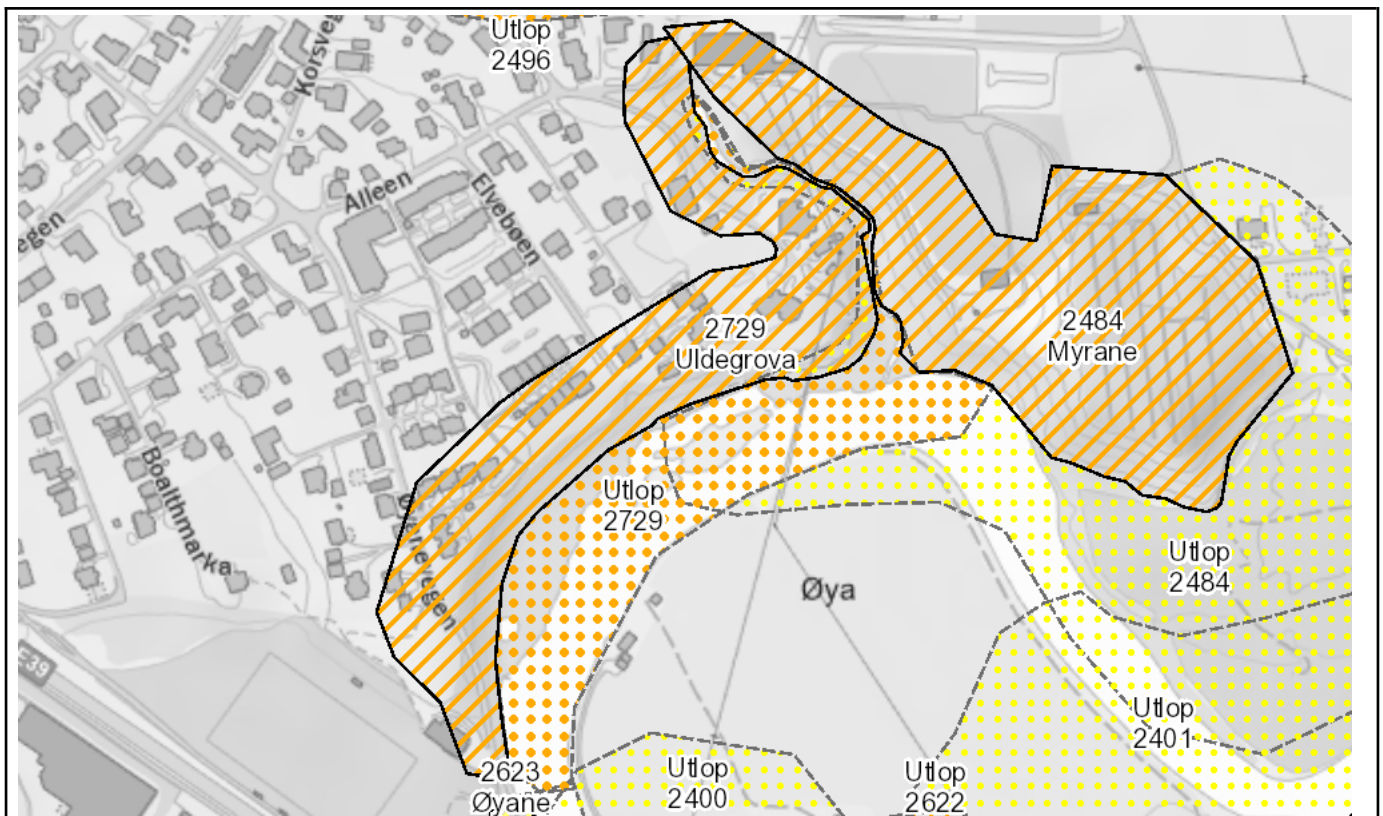 Utlop
2496
Korsveg
Alleen
Elvebøen
egen
2729
Uldegrova
2484
Myrane
Boalthmarka
Utlop
2729
Øya
Utlop
2484
E39
Utlop
2401
2623
Øyane
Utlop
2400
Utlop
2622